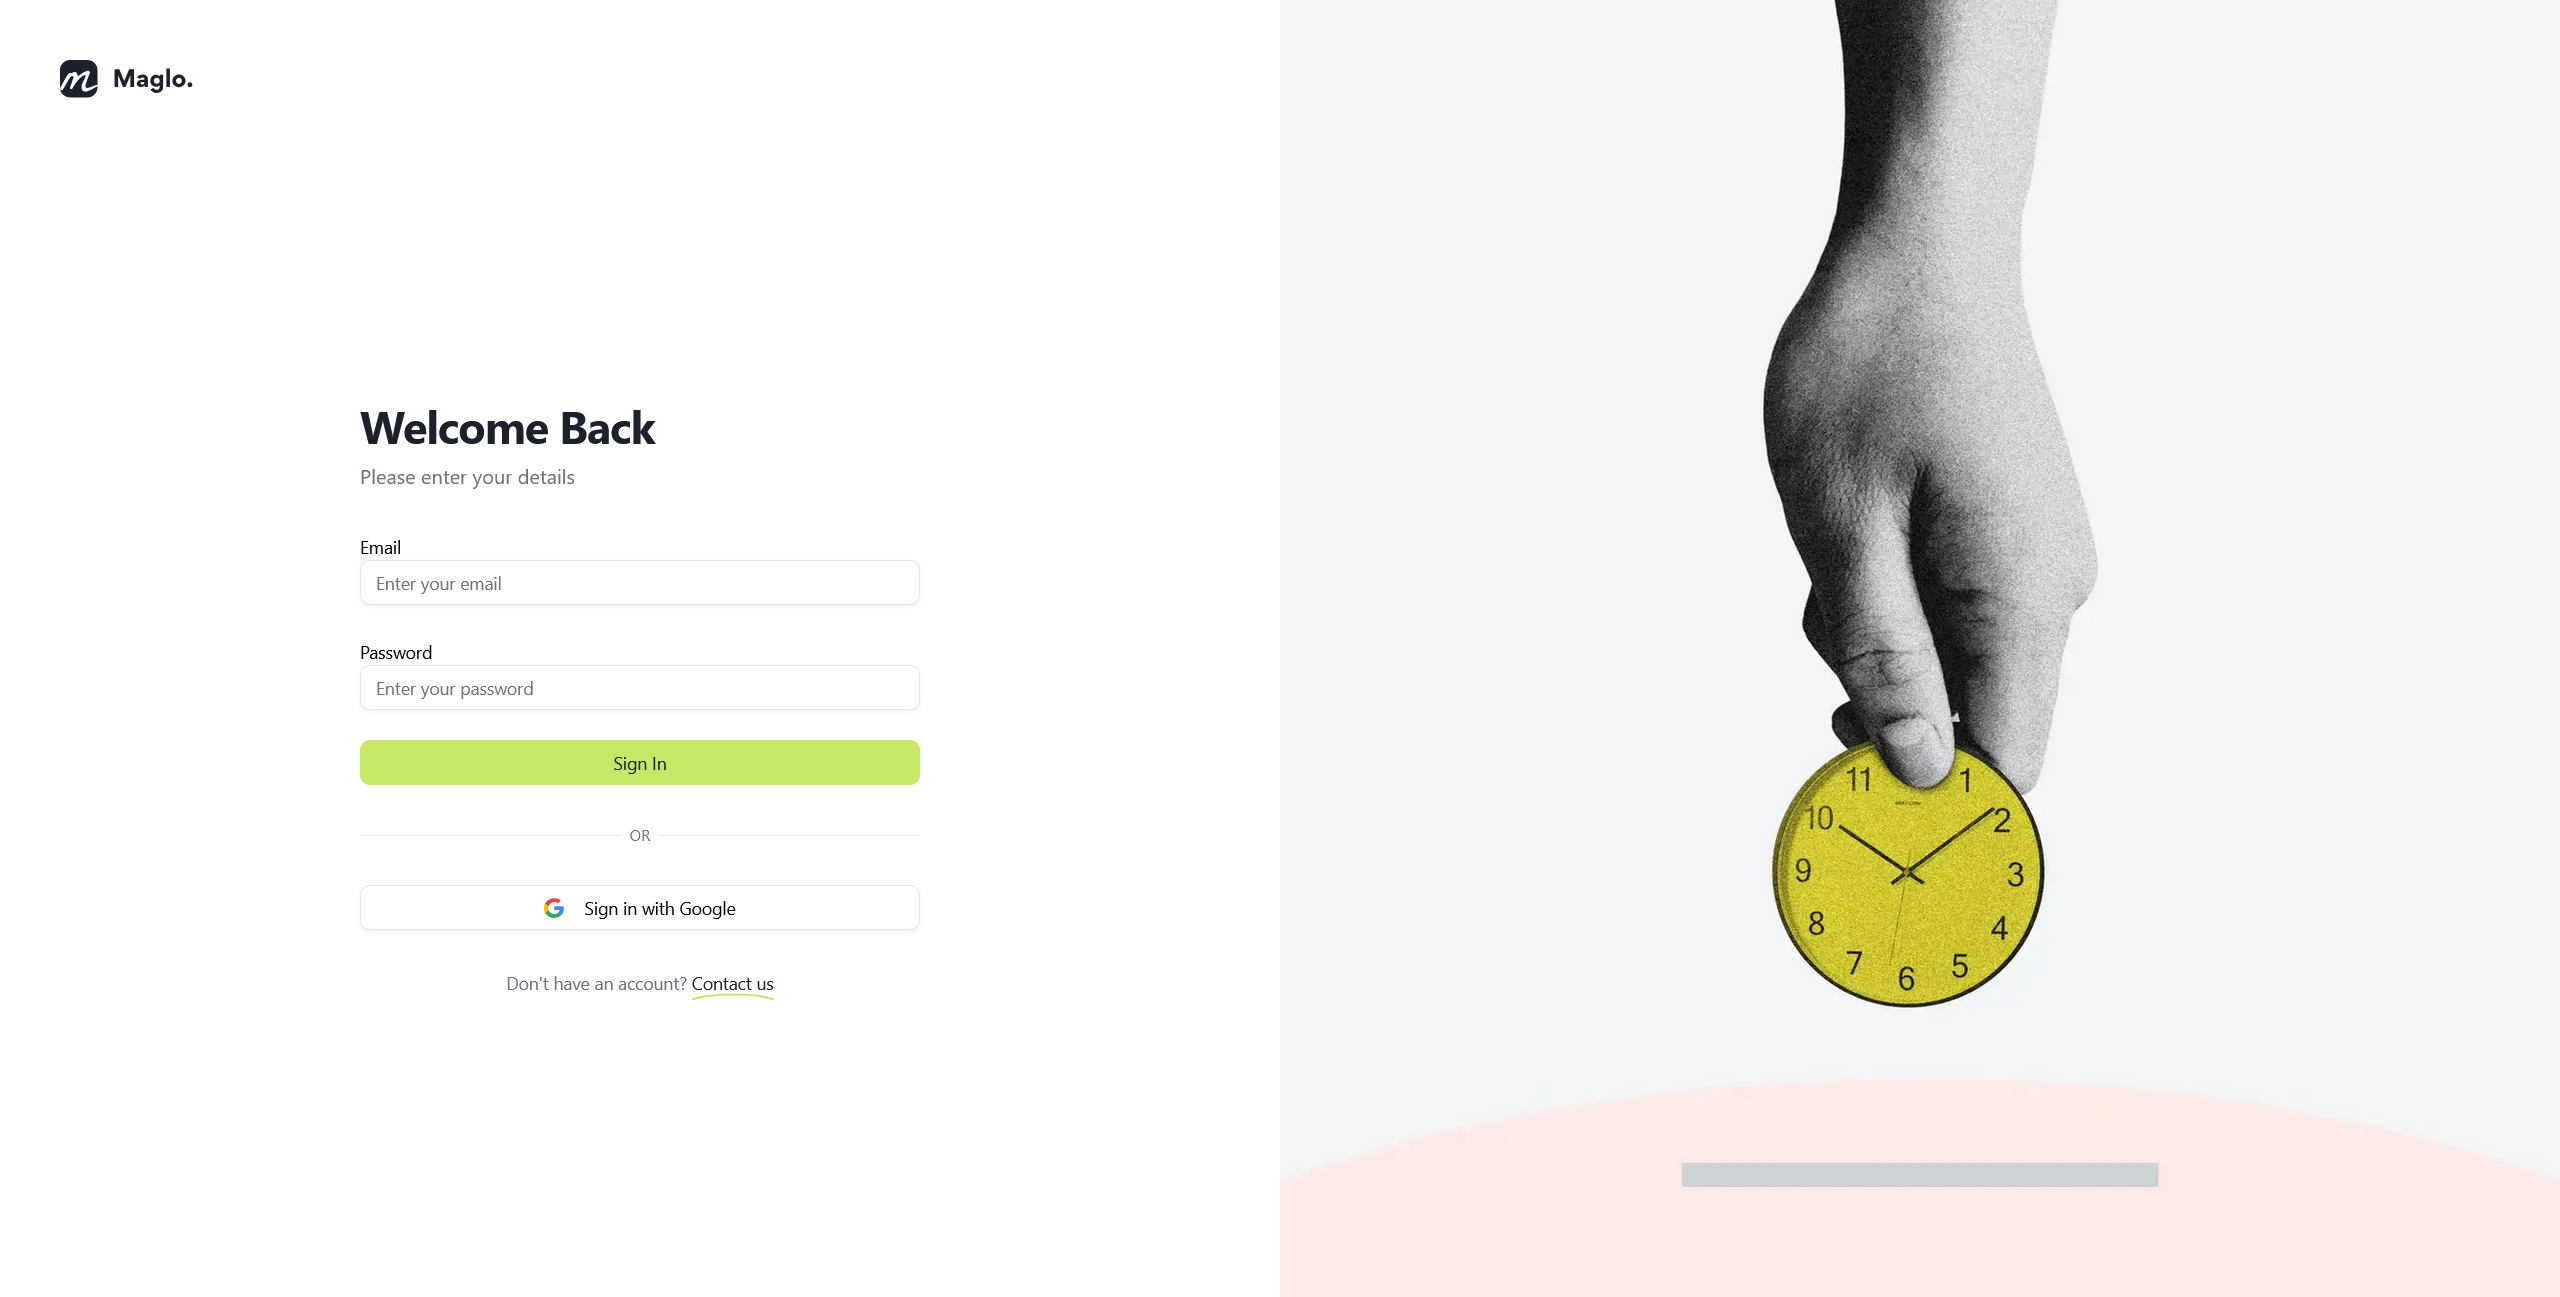 Maglo.
Welcome Back
Please enter your details
Email
Enter your email
Password
Enter your password
Sign In
OR
Sign in with Google
Don't have an account? Contact us
11 1
10 2
9 3
8 4
7 5
6